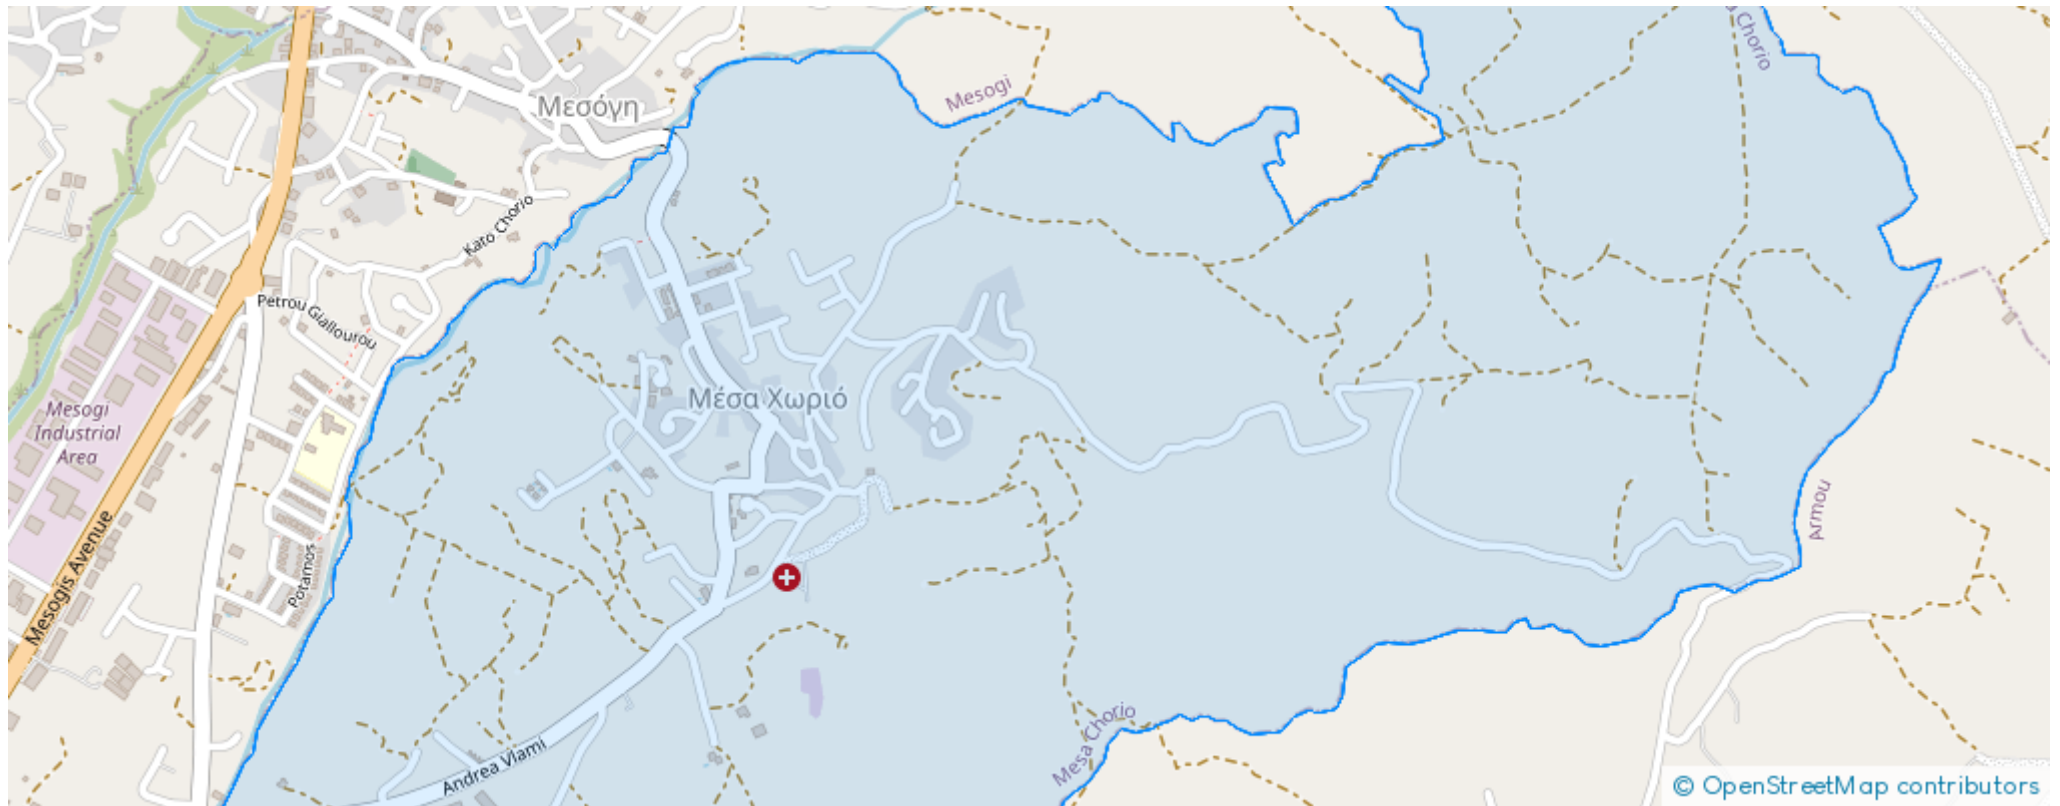 a Chorio
Mesogi
Μεσόγη
Kato Chorio
Petrou Giallourou
Μέσα Χωριό
Mesogi
Industrial
Area
Armou
Mesogis Avenue
Potamos
Mesa Chorio
Andrea Vlami
© OpenStreetMap contributors